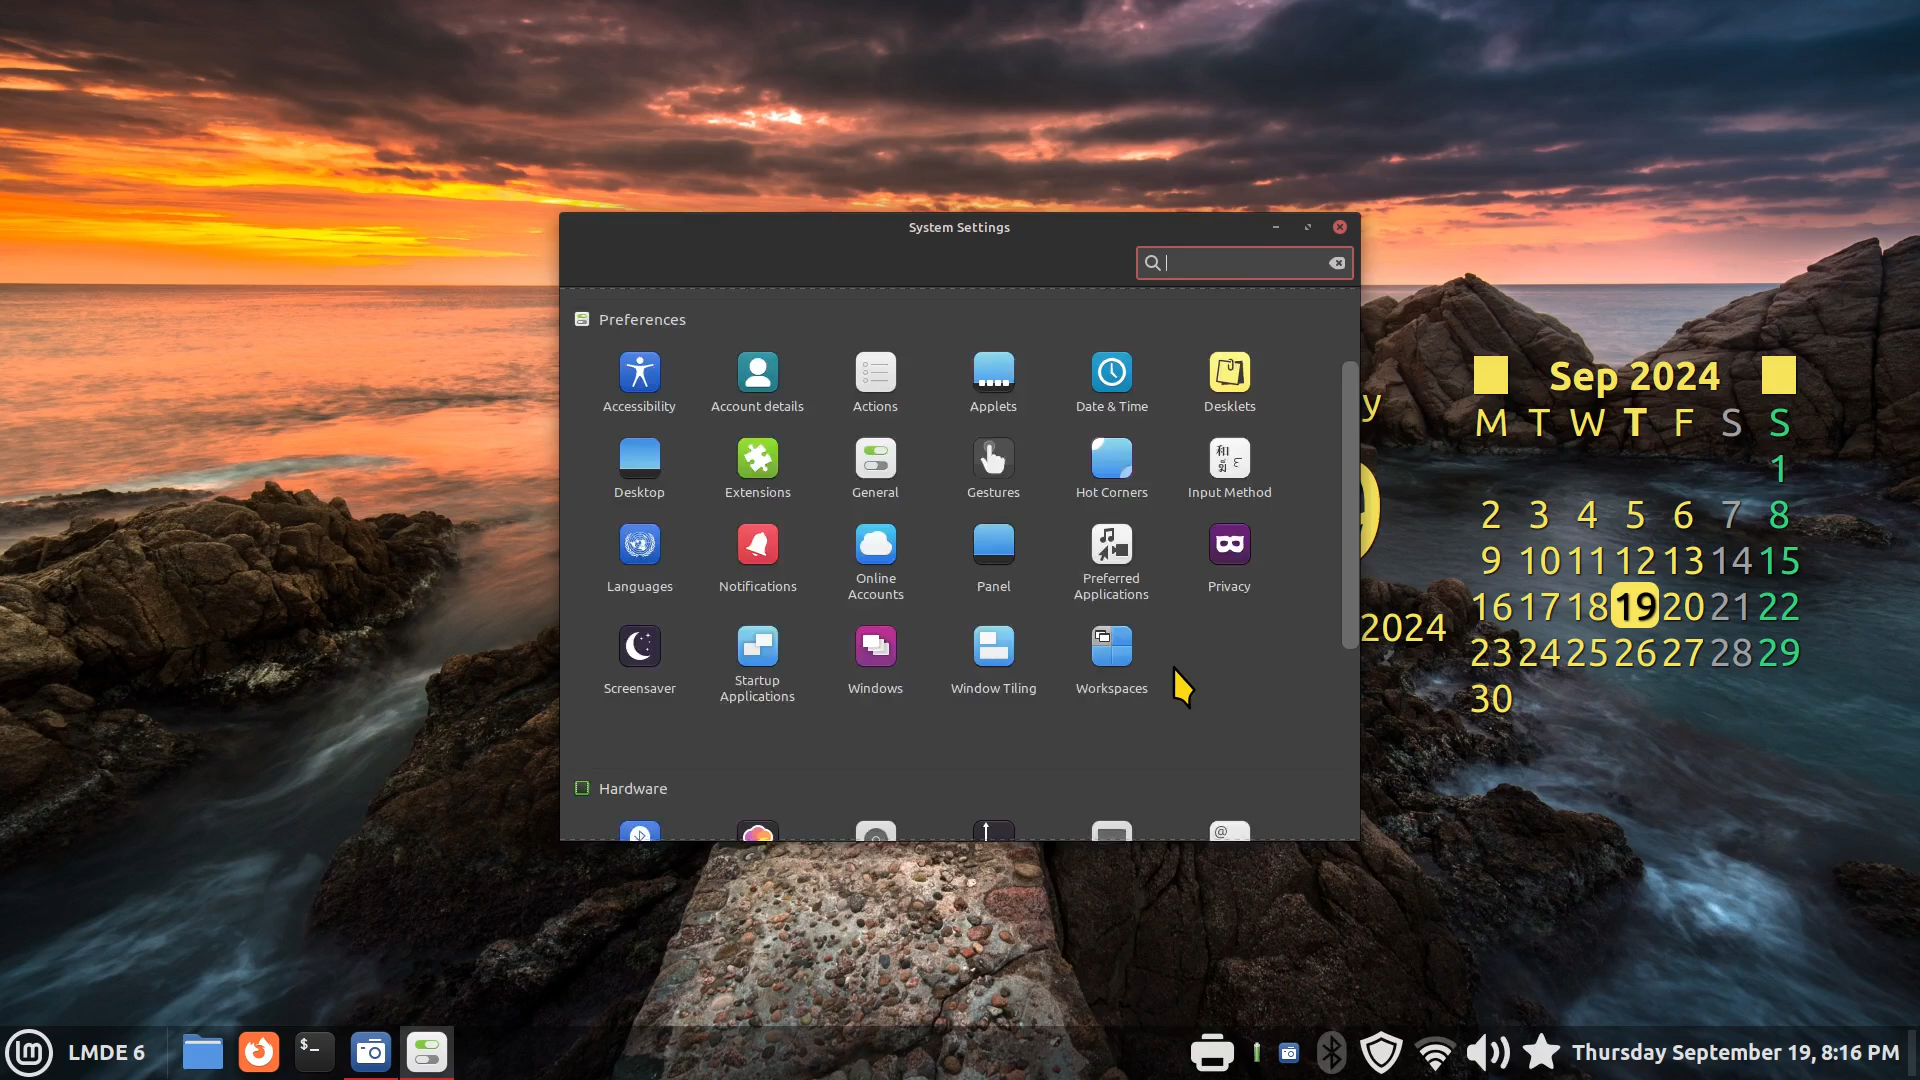 System Settings
Preferences
Accessibility
Account details
Actions
Applets
Date & Time
Desklets
Desktop
Extensions
General
Gestures
Hot Corners
Input Method
Languages
Notifications
Online
Accounts
Panel
Preferred
Applications
Privacy
Screensaver
Startup
Applications
Windows
Window Tiling
Workspaces
Hardware
y
2024
Sep 2024
M T W T F S S
1
2 3 4 5 6 7 8
9 10 11 12 13 14 15
16 17 18 19 20 21 22
23 24 25 26 27 28 29
30
LMDE 6
$_
Thursday September 19, 8:16 PM